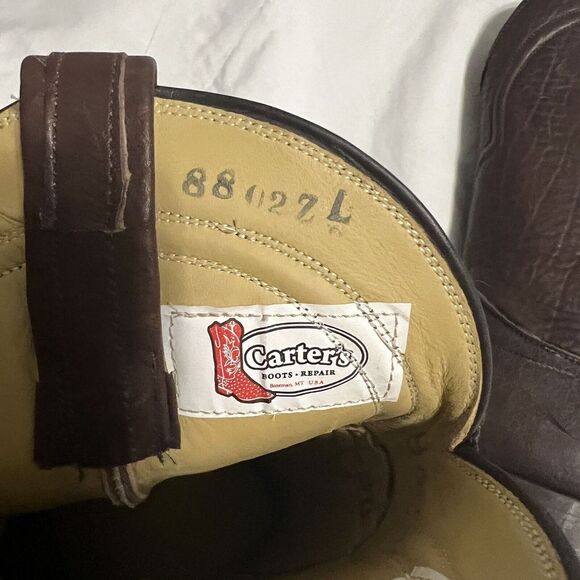 88027L
Carter's
BOOTS • REPAIR
Bozeman, MT U.S.A